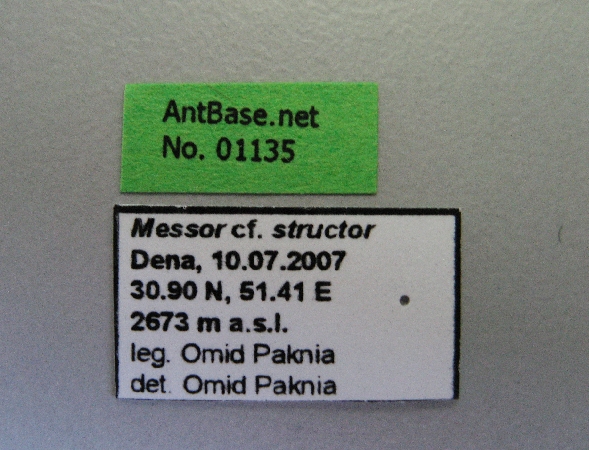 AntBase.net
No. 01135
Messor cf. structor
Dena, 10.07.2007
30.90 N, 51.41 E
2673 m a.s.l.
leg. Omid Paknia
det. Omid Paknia